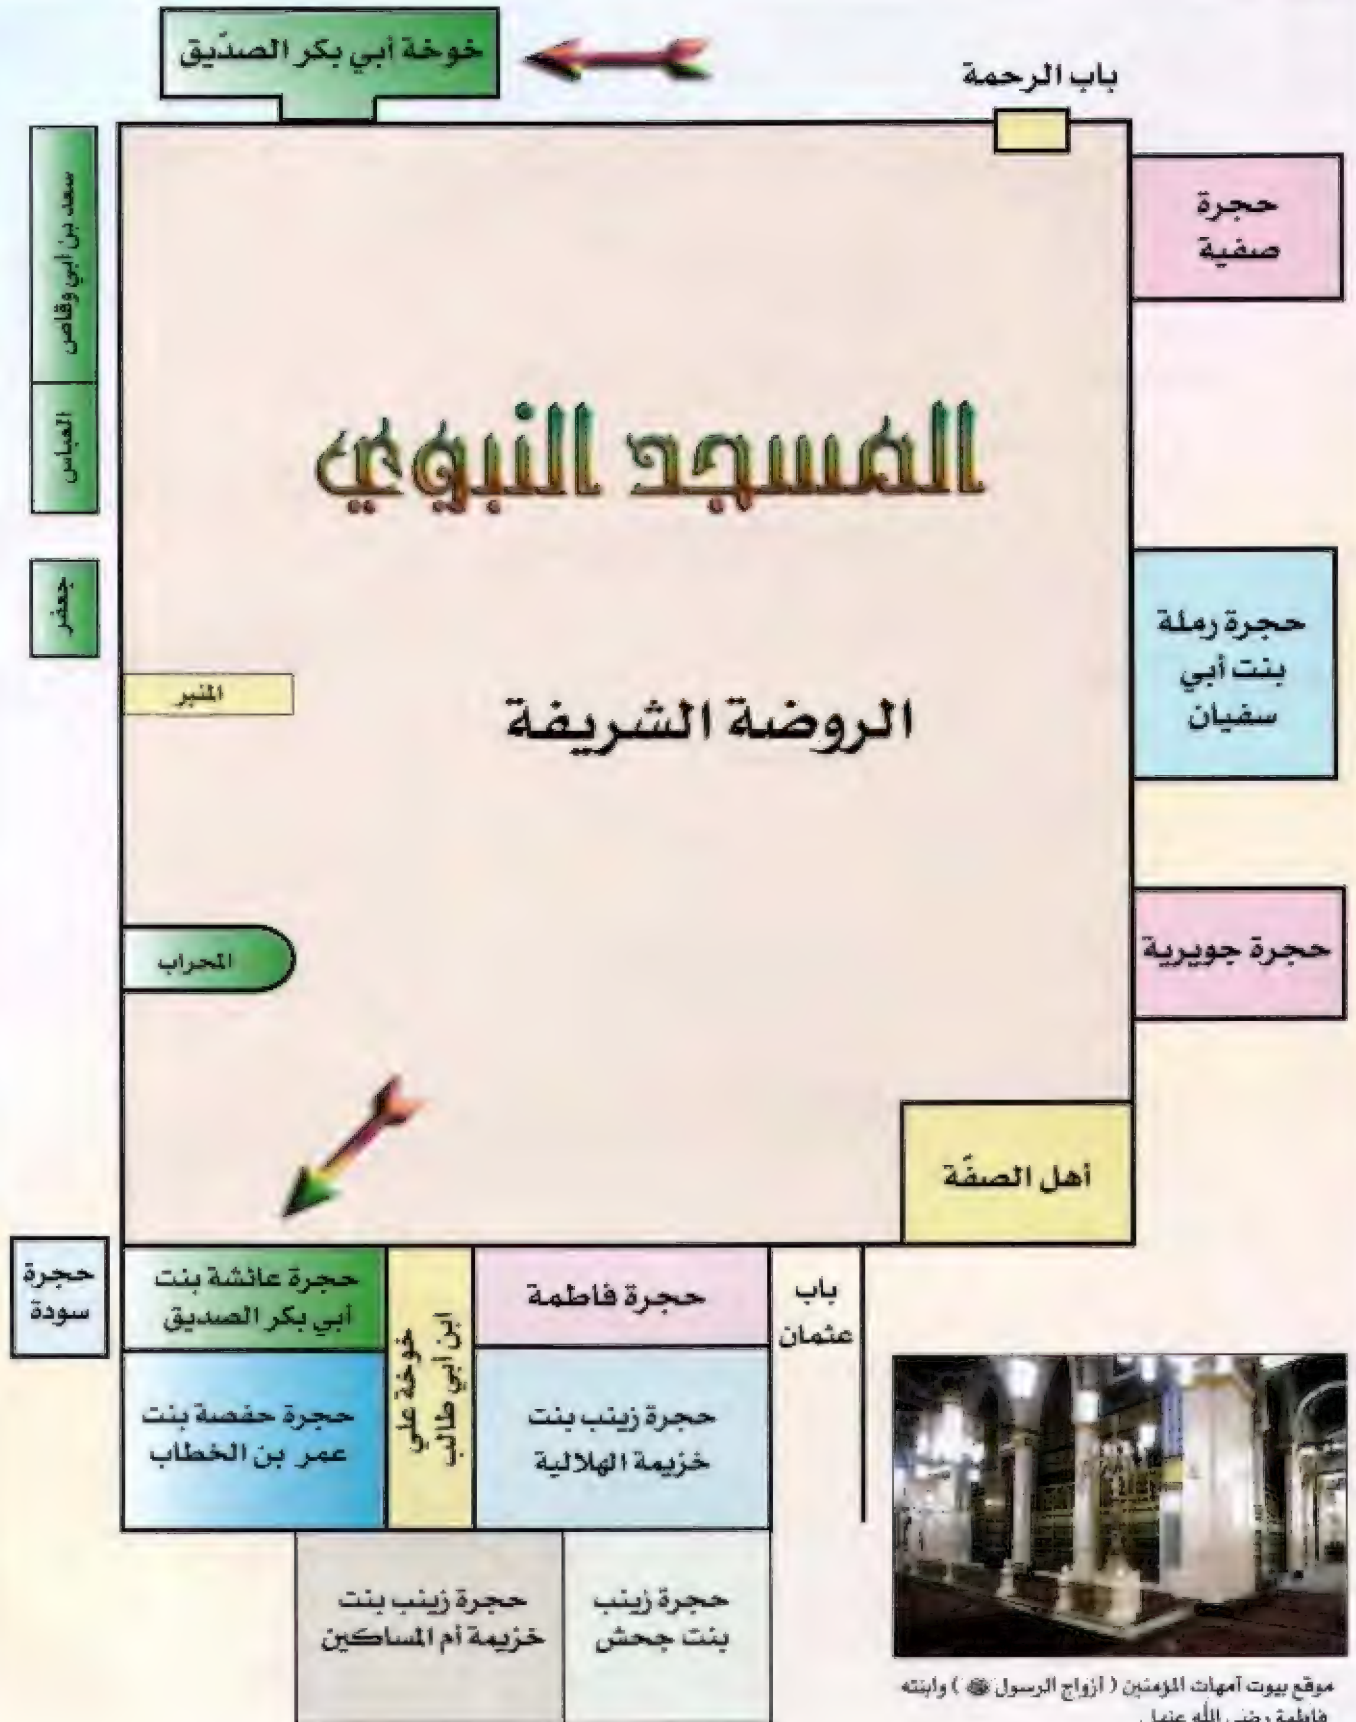 خوخة أبي بكر الصدّيق
باب الرحمة
حجرة
صفية
سعد بن أبي وقاص
العباس
المسجد النبوي
جعفر
حجرة رملة
بنت أبي
سفيان
المنبر
الروضة الشريفة
حجرة جويرية
المحراب
أهل الصفّة
باب
عثمان
حجرة فاطمة
خوخة علي
ابن أبي طالب
حجرة عائشة بنت
أبي بكر الصديق
حجرة
سودة
حجرة زينب بنت
خزيمة الهلالية
حجرة حفصة بنت
عمر بن الخطاب
حجرة زينب
بنت جحش
حجرة زينب بنت
خزيمة أم المساكين
موقع بيوت أمهات المؤمنين ( أزواج الرسول ﷺ ) وابنته
فاطمة رضي الله عنها